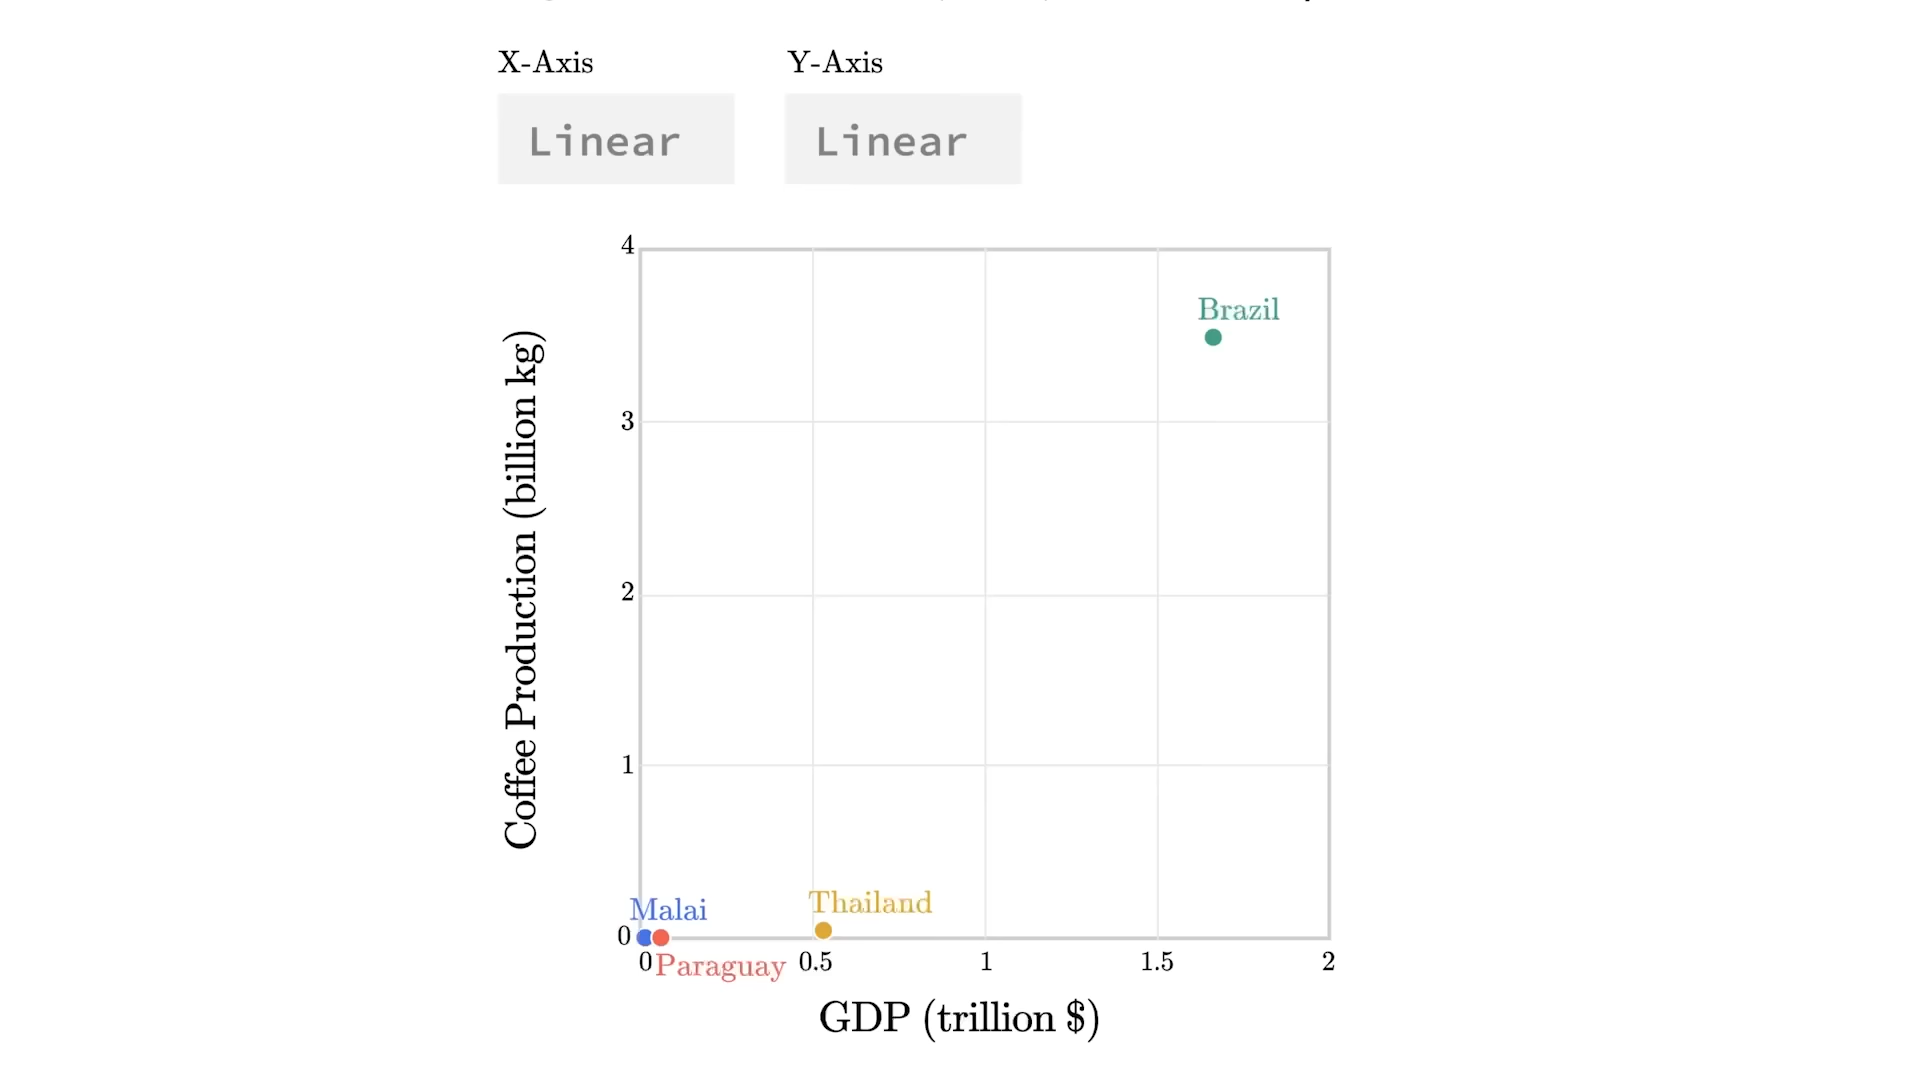 X-Axis
Y-Axis
Linear
Linear
4
Brazil
3
Coffee Production (billion kg)
2
1
Malai
Thailand
0
0
Paraguay
0.5
1
1.5
2
GDP (trillion $)